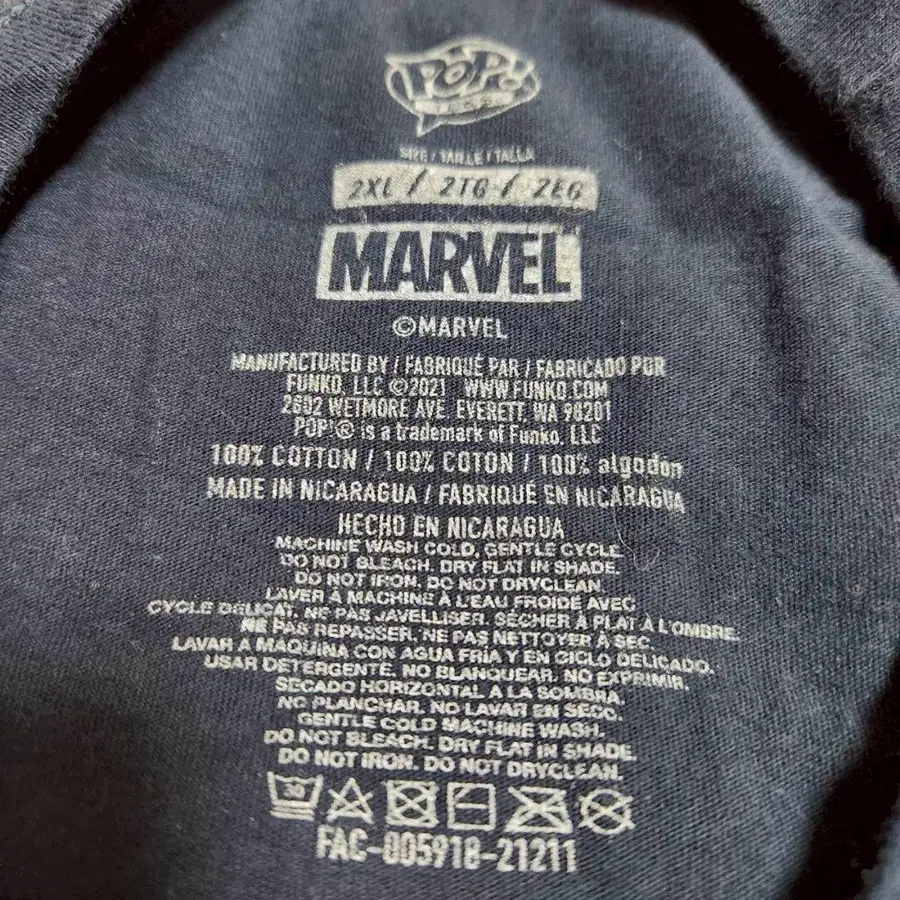 POP!
SIZE / TAILLE / TALLA
2XL / 2TG / 2EG
MARVEL
©MARVEL
MANUFACTURED BY / FABRIQUÉ PAR / FABRICADO POR
FUNKO, LLC ©2021 WWW.FUNKO.COM
2802 WETMORE AVE. EVERETT, WA 98201
POP!® is a trademark of Funko, LLC
100% COTTON / 100% COTON / 100% algodon
MADE IN NICARAGUA / FABRIQUÉ EN NICARAGUA
HECHO EN NICARAGUA
MACHINE WASH COLD, GENTLE CYCLE.
DO NOT BLEACH. DRY FLAT IN SHADE.
DO NOT IRON. DO NOT DRYCLEAN
LAVER À MACHINE À L'EAU FROIDE AVEC
CYCLE DÉLICAT. NE PAS JAVELLISER. SÉCHER À PLAT À L'OMBRE.
NE PAS REPASSER. NE PAS NETTOYER À SEC.
LAVAR A MÁQUINA CON AGUA FRÍA Y EN CICLO DELICADO.
USAR DETERGENTE. NO BLANQUEAR. NO EXPRIMIR.
SECADO HORIZONTAL A LA SOMBRA.
NO PLANCHAR. NO LAVAR EN SECO.
GENTLE COLD MACHINE WASH.
DO NOT BLEACH. DRY FLAT IN SHADE.
DO NOT IRON. DO NOT DRYCLEAN.
30
FAC-005918-21211